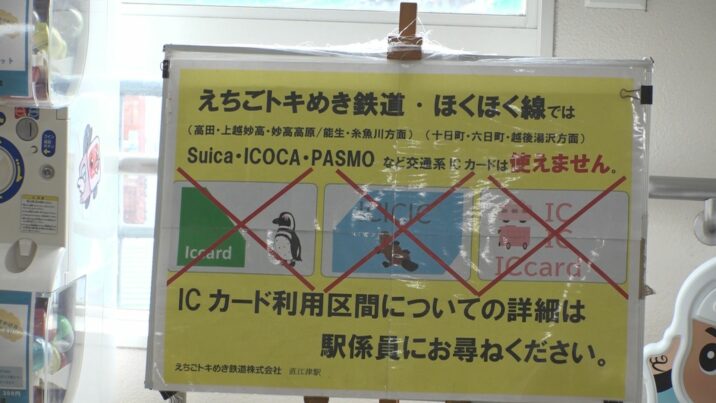 えちごトキめき鉄道・ほくほく線では
（高田・上越妙高・妙高高原/能生・糸魚川方面）（十日町・六日町・越後湯沢方面）
Suica・ICOCA・PASMO など交通系ICカードは使えません。
Iccard
ICICIC
IC
IC
ICcard
ICカード利用区間についての詳細は
駅係員にお尋ねください。
えちごトキめき鉄道株式会社 直江津駅